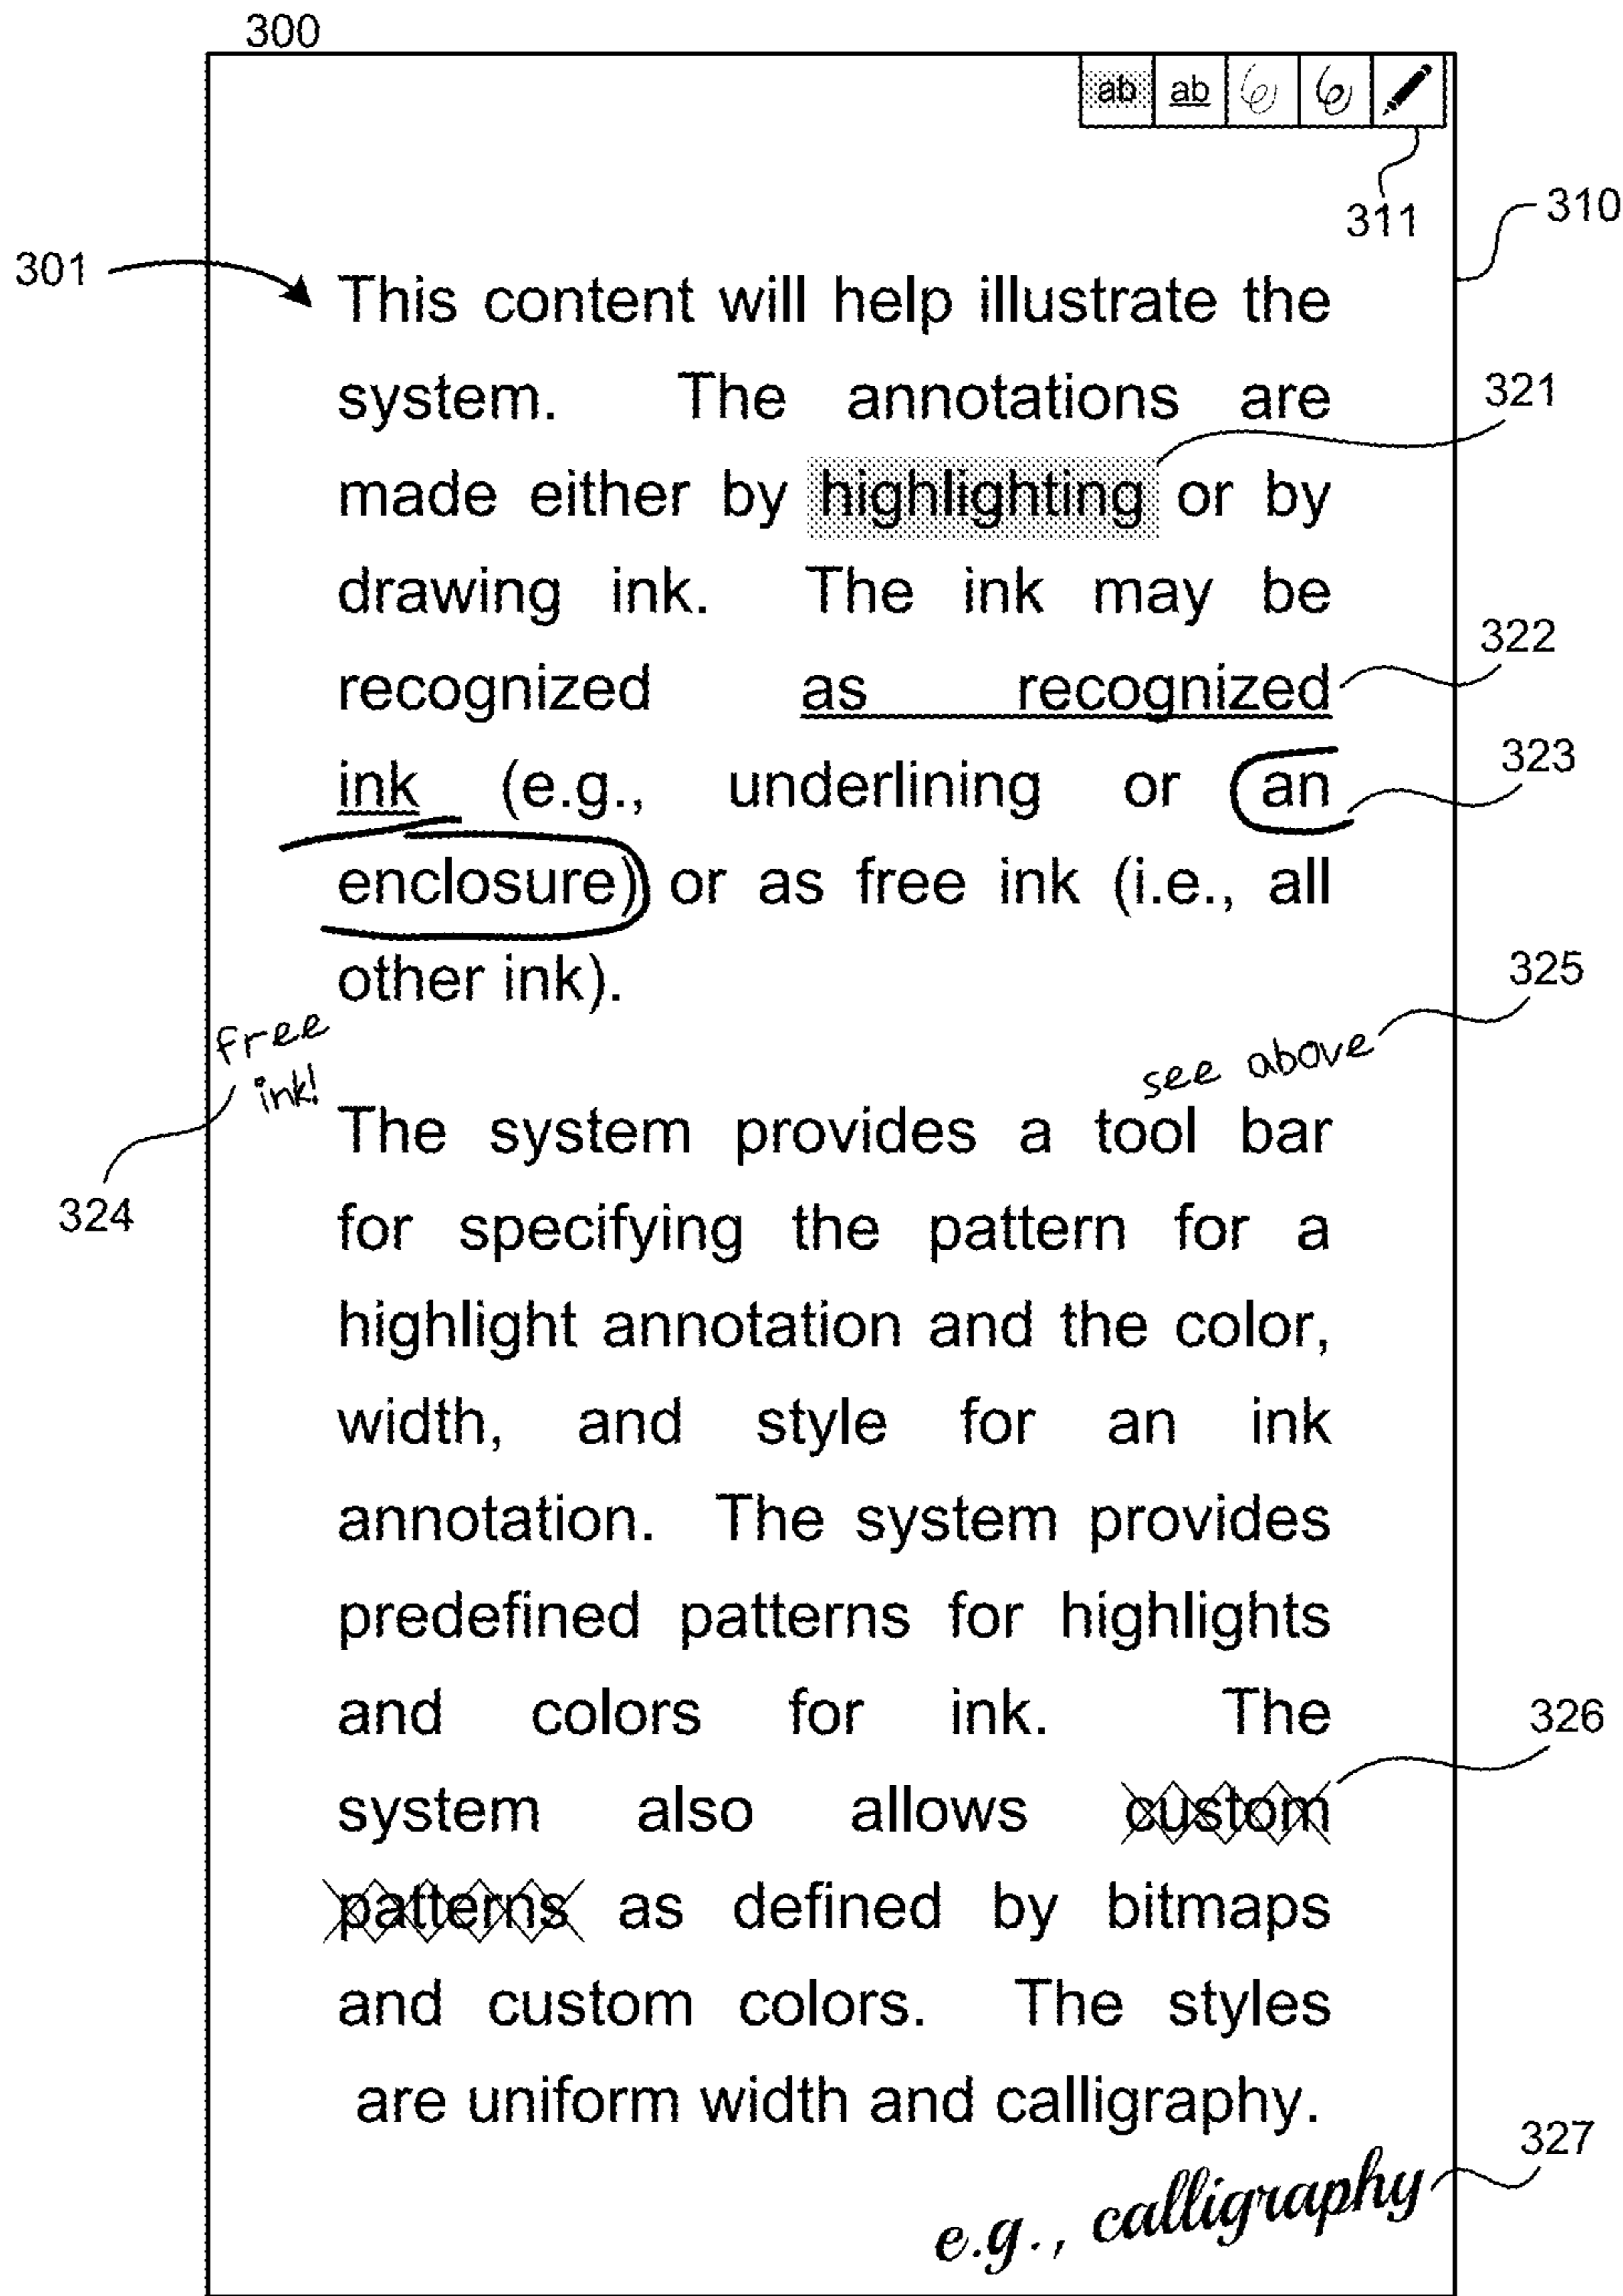 300
ab ab
311
310
301
This content will help illustrate the
system. The annotations are
321
made either by highlighting or by
drawing ink. The ink may be
322
recognized as recognized
323
ink (e.g., underlining or an
enclosure) or as free ink (i.e., all
other ink).
325
free
ink!
see above
324
The system provides a tool bar
for specifying the pattern for a
highlight annotation and the color,
width, and style for an ink
annotation. The system provides
predefined patterns for highlights
and colors for ink. The
326
system also allows custom
patterns as defined by bitmaps
and custom colors. The styles
are uniform width and calligraphy.
327
e.g., calligraphy